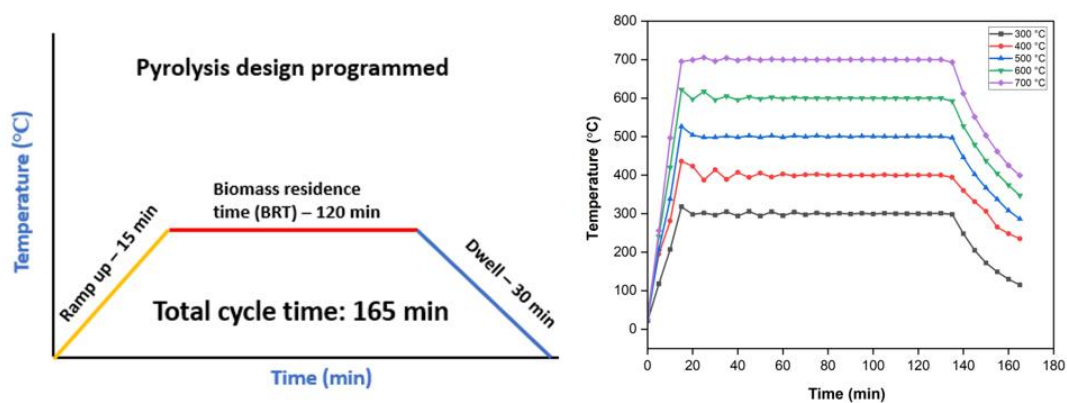 Pyrolysis design programmed
Temperature (°C)
Ramp up – 15 min
Biomass residence
time (BRT) – 120 min
Dwell – 30 min
Total cycle time: 165 min
Time (min)
800
700
600
500
400
300
200
100
0
Temperature (°C)
300 °C
400 °C
500 °C
600 °C
700 °C
0
20
40
60
80
100
120
140
160
180
Time (min)